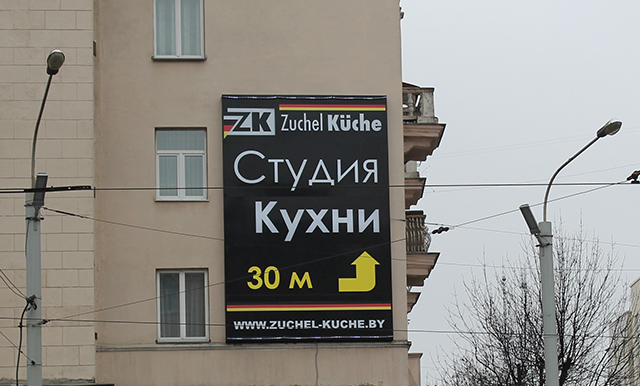 ZK Zuchel Küche
Студия
Кухни
30 м
WWW.ZUCHEL-KUCHE.BY